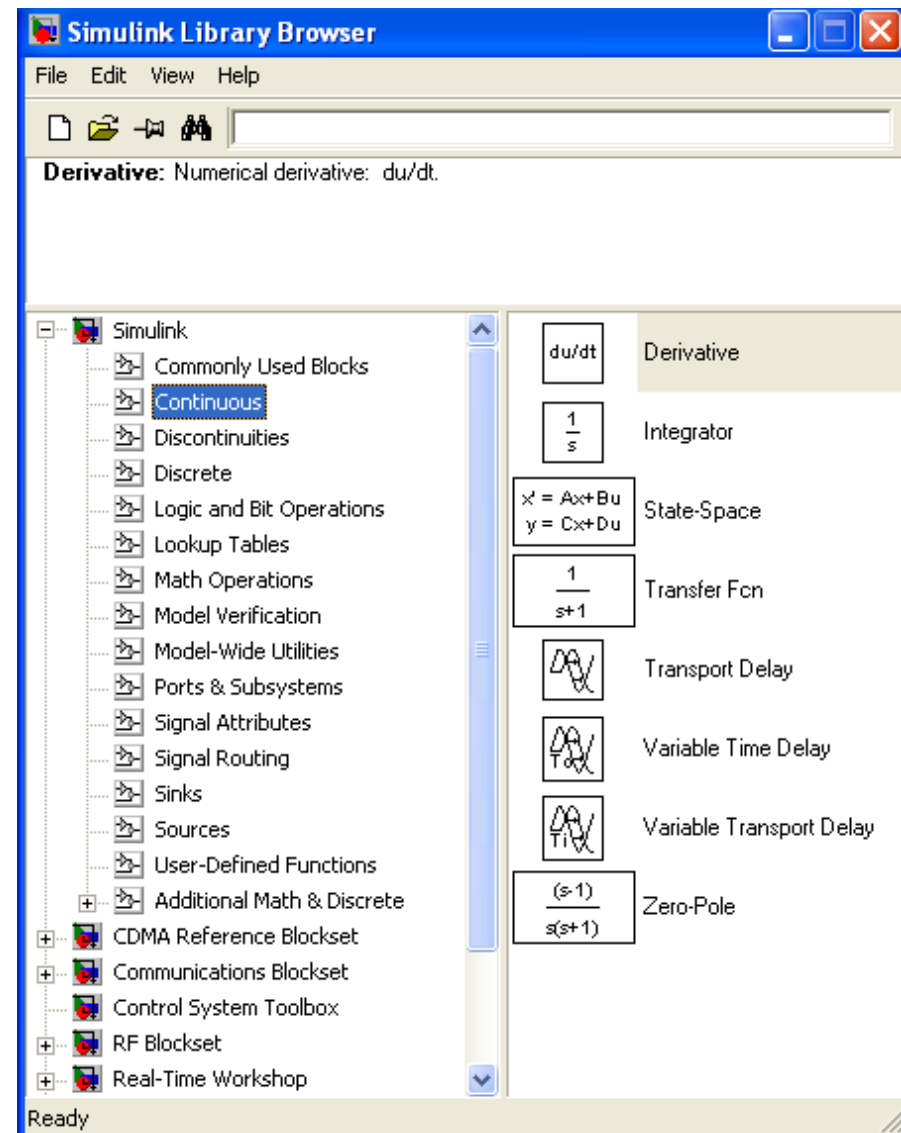 Simulink Library Browser
File Edit View Help
Derivative: Numerical derivative: du/dt.
Simulink
Commonly Used Blocks
Continuous
Discontinuities
Discrete
Logic and Bit Operations
Lookup Tables
Math Operations
Model Verification
Model-Wide Utilities
Ports & Subsystems
Signal Attributes
Signal Routing
Sinks
Sources
User-Defined Functions
Additional Math & Discrete
CDMA Reference Blockset
Communications Blockset
Control System Toolbox
RF Blockset
Real-Time Workshop
du/dt Derivative
1
s
Integrator
x' = Ax+Bu
y = Cx+Du
State-Space
1
s+1
Transfer Fcn
Transport Delay
To
Variable Time Delay
Ti
Variable Transport Delay
(s-1)
s(s+1)
Zero-Pole
Ready